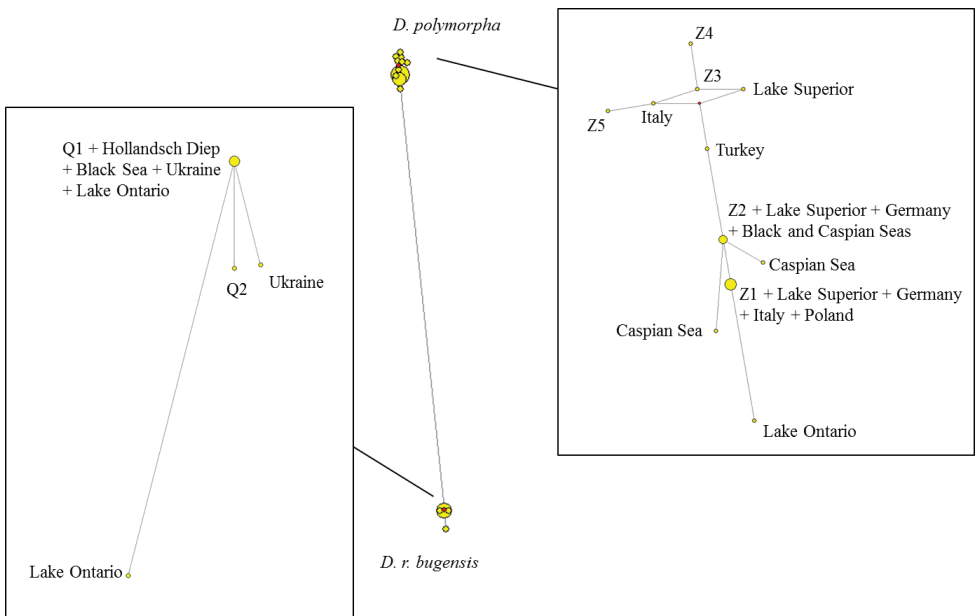 D. polymorpha
Q1 + Hollandsch Diep
+ Black Sea + Ukraine
+ Lake Ontario
Q2
Ukraine
Lake Ontario
D. r. bugensis
Z4
Z3
Lake Superior
Italy
Z5
Turkey
Z2 + Lake Superior + Germany
+ Black and Caspian Seas
Caspian Sea
Z1 + Lake Superior + Germany
+ Italy + Poland
Caspian Sea
Lake Ontario